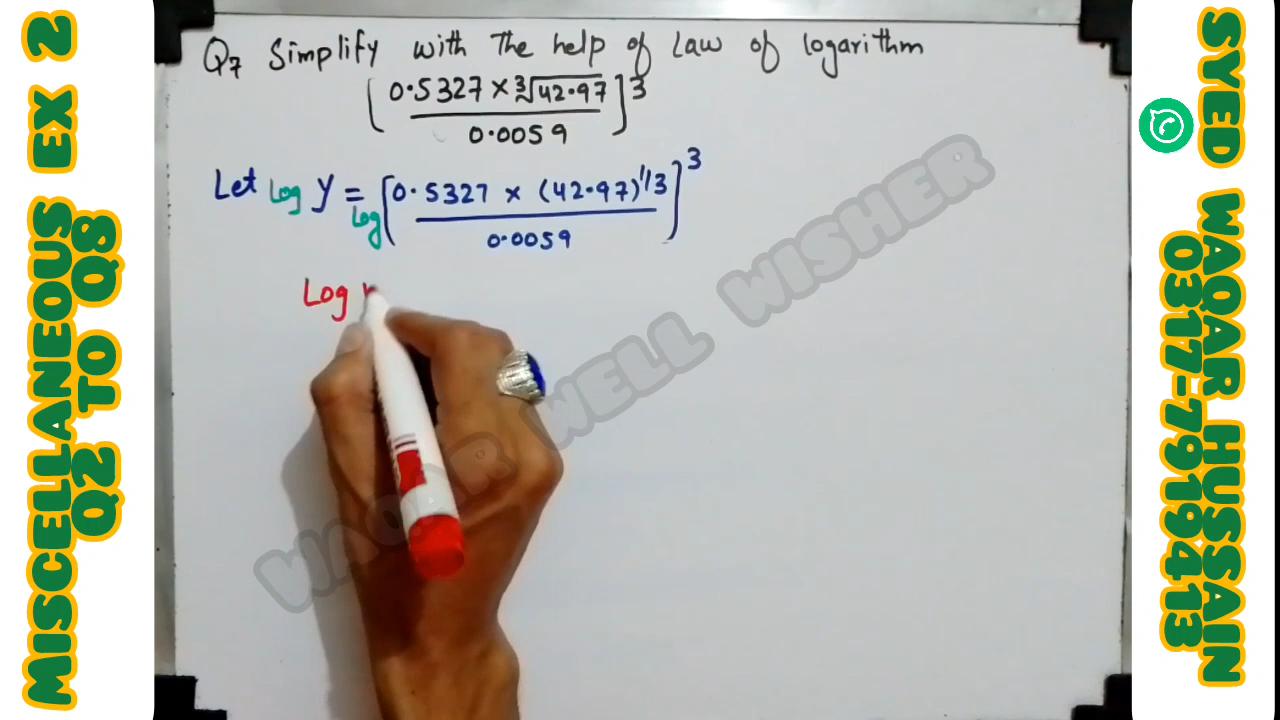 MISCELLANEOUS EX 2
Q2 TO Q8
Q7 Simplify with The help of Law of logarithm
[ 0.5327 × ∛42.97 / 0.0059 ]³
Let log y = log [ 0.5327 × (42.97)^1/3 / 0.0059 ]³
Log
WAQAR WELL WISHER
SYED WAQAR HUSSAIN
0317-7919413